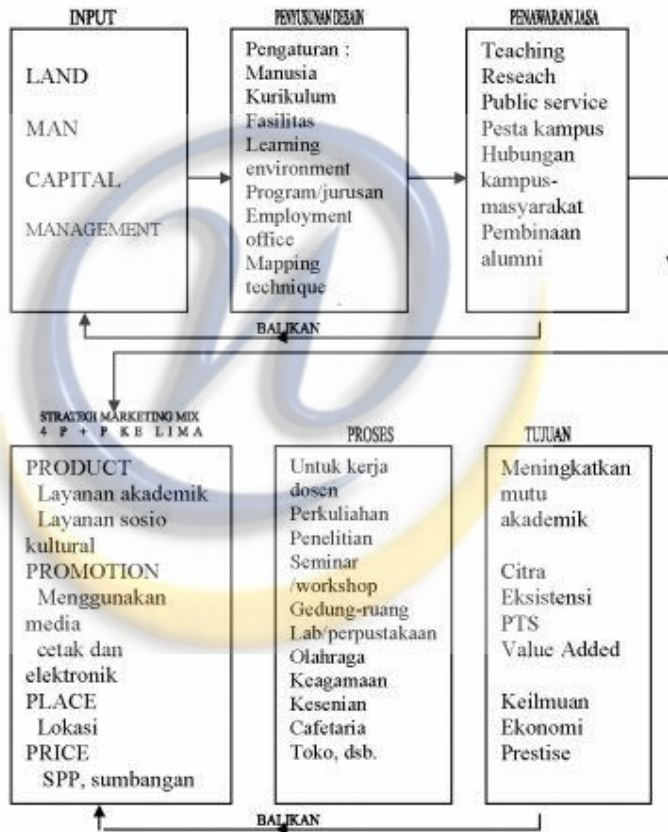 INPUT
LAND
MAN
CAPITAL
MANAGEMENT
PENYUSUNAN DESAIN
Pengaturan :
Manusia
Kurikulum
Fasilitas
Learning
environment
Program/jurusan
Employment
office
Mapping
technique
PENAWARAN JASA
Teaching
Reseach
Public service
Pesta kampus
Hubungan
kampus-
masyarakat
Pembinaan
alumni
BALIKAN
STRATEGI MARKETING MIX
4 P + P KE LIMA
PRODUCT
Layanan akademik
Layanan sosio
kultural
PROMOTION
Menggunakan
media
cetak dan
elektronik
PLACE
Lokasi
PRICE
SPP, sumbangan
PROSES
Untuk kerja
dosen
Perkuliahan
Penelitian
Seminar
/workshop
Gedung-ruang
Lab/perpustakaan
Olahraga
Keagamaan
Kesenian
Cafetaria
Toko, dsb.
TUJUAN
Meningkatkan
mutu
akademik
Citra
Eksistensi
PTS
Value Added
Keilmuan
Ekonomi
Prestise
BALIKAN